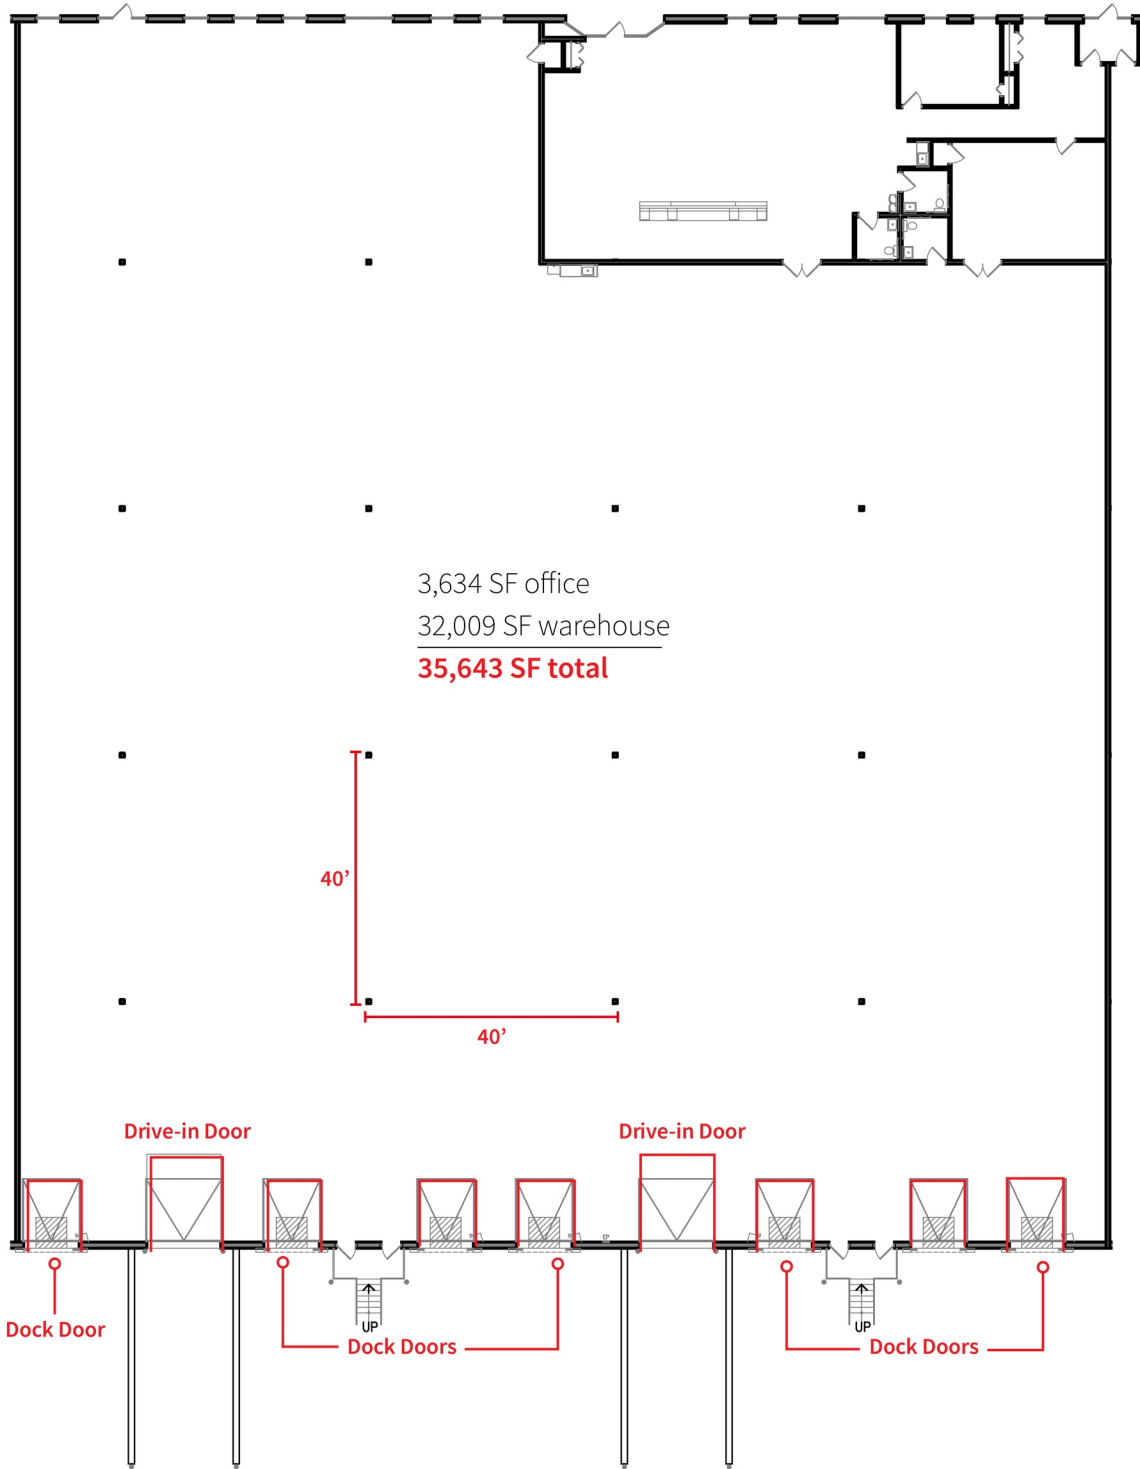 3,634 SF office
32,009 SF warehouse
35,643 SF total
40’
40’
Drive-in Door
Drive-in Door
EP
UP
UP
Dock Door
Dock Doors
Dock Doors